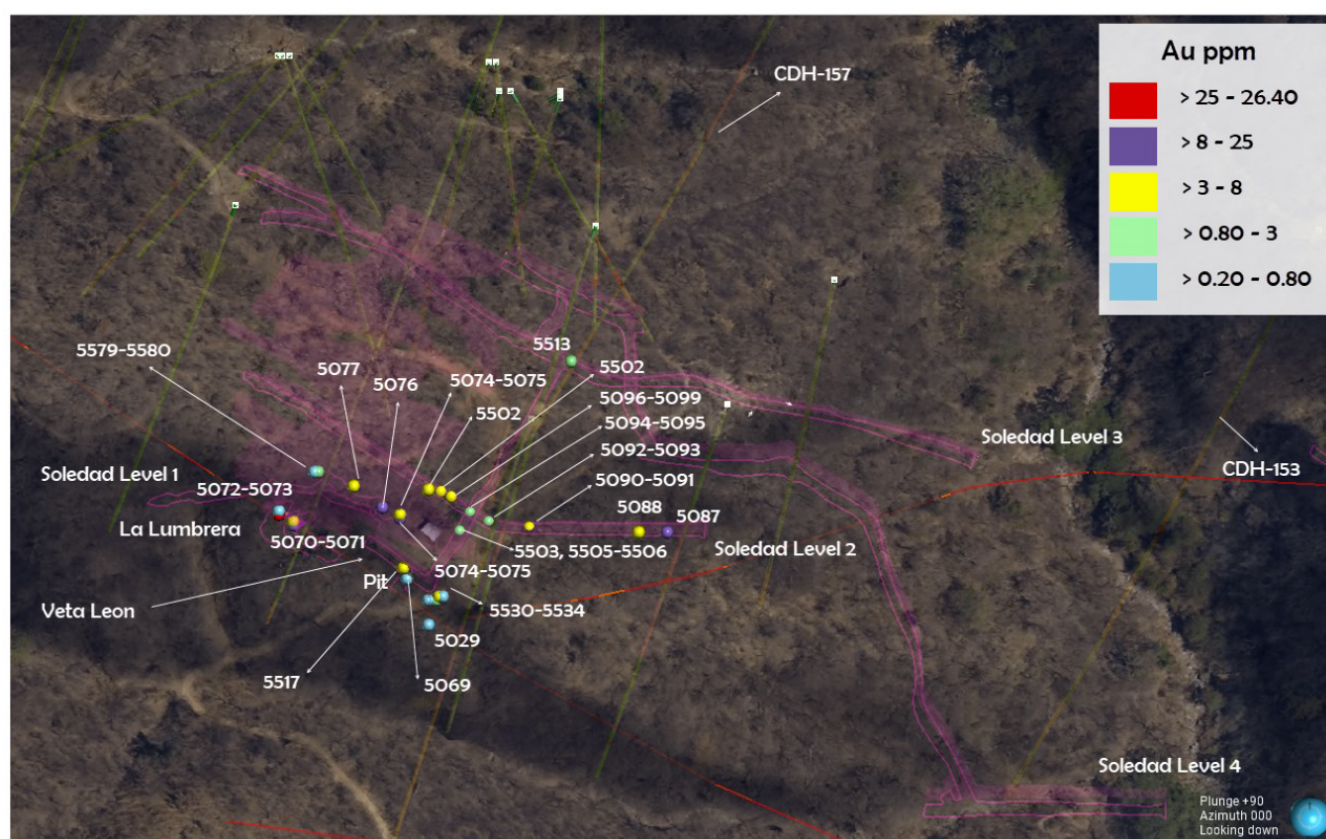 Au ppm
> 25 - 26.40
> 8 - 25
> 3 - 8
> 0.80 - 3
> 0.20 - 0.80
CDH-157
5579-5580
5077
5076
5074-5075
5502
5513
5502
5096-5099
5094-5095
5092-5093
5090-5091
Soledad Level 3
CDH-153
Soledad Level 1
5072-5073
La Lumbrera
5070-5071
5088
5087
Soledad Level 2
5503, 5505-5506
5074-5075
Pit
Veta Leon
5530-5534
5029
5517
5069
Soledad Level 4
Plunge +90
Azimuth 000
Looking down